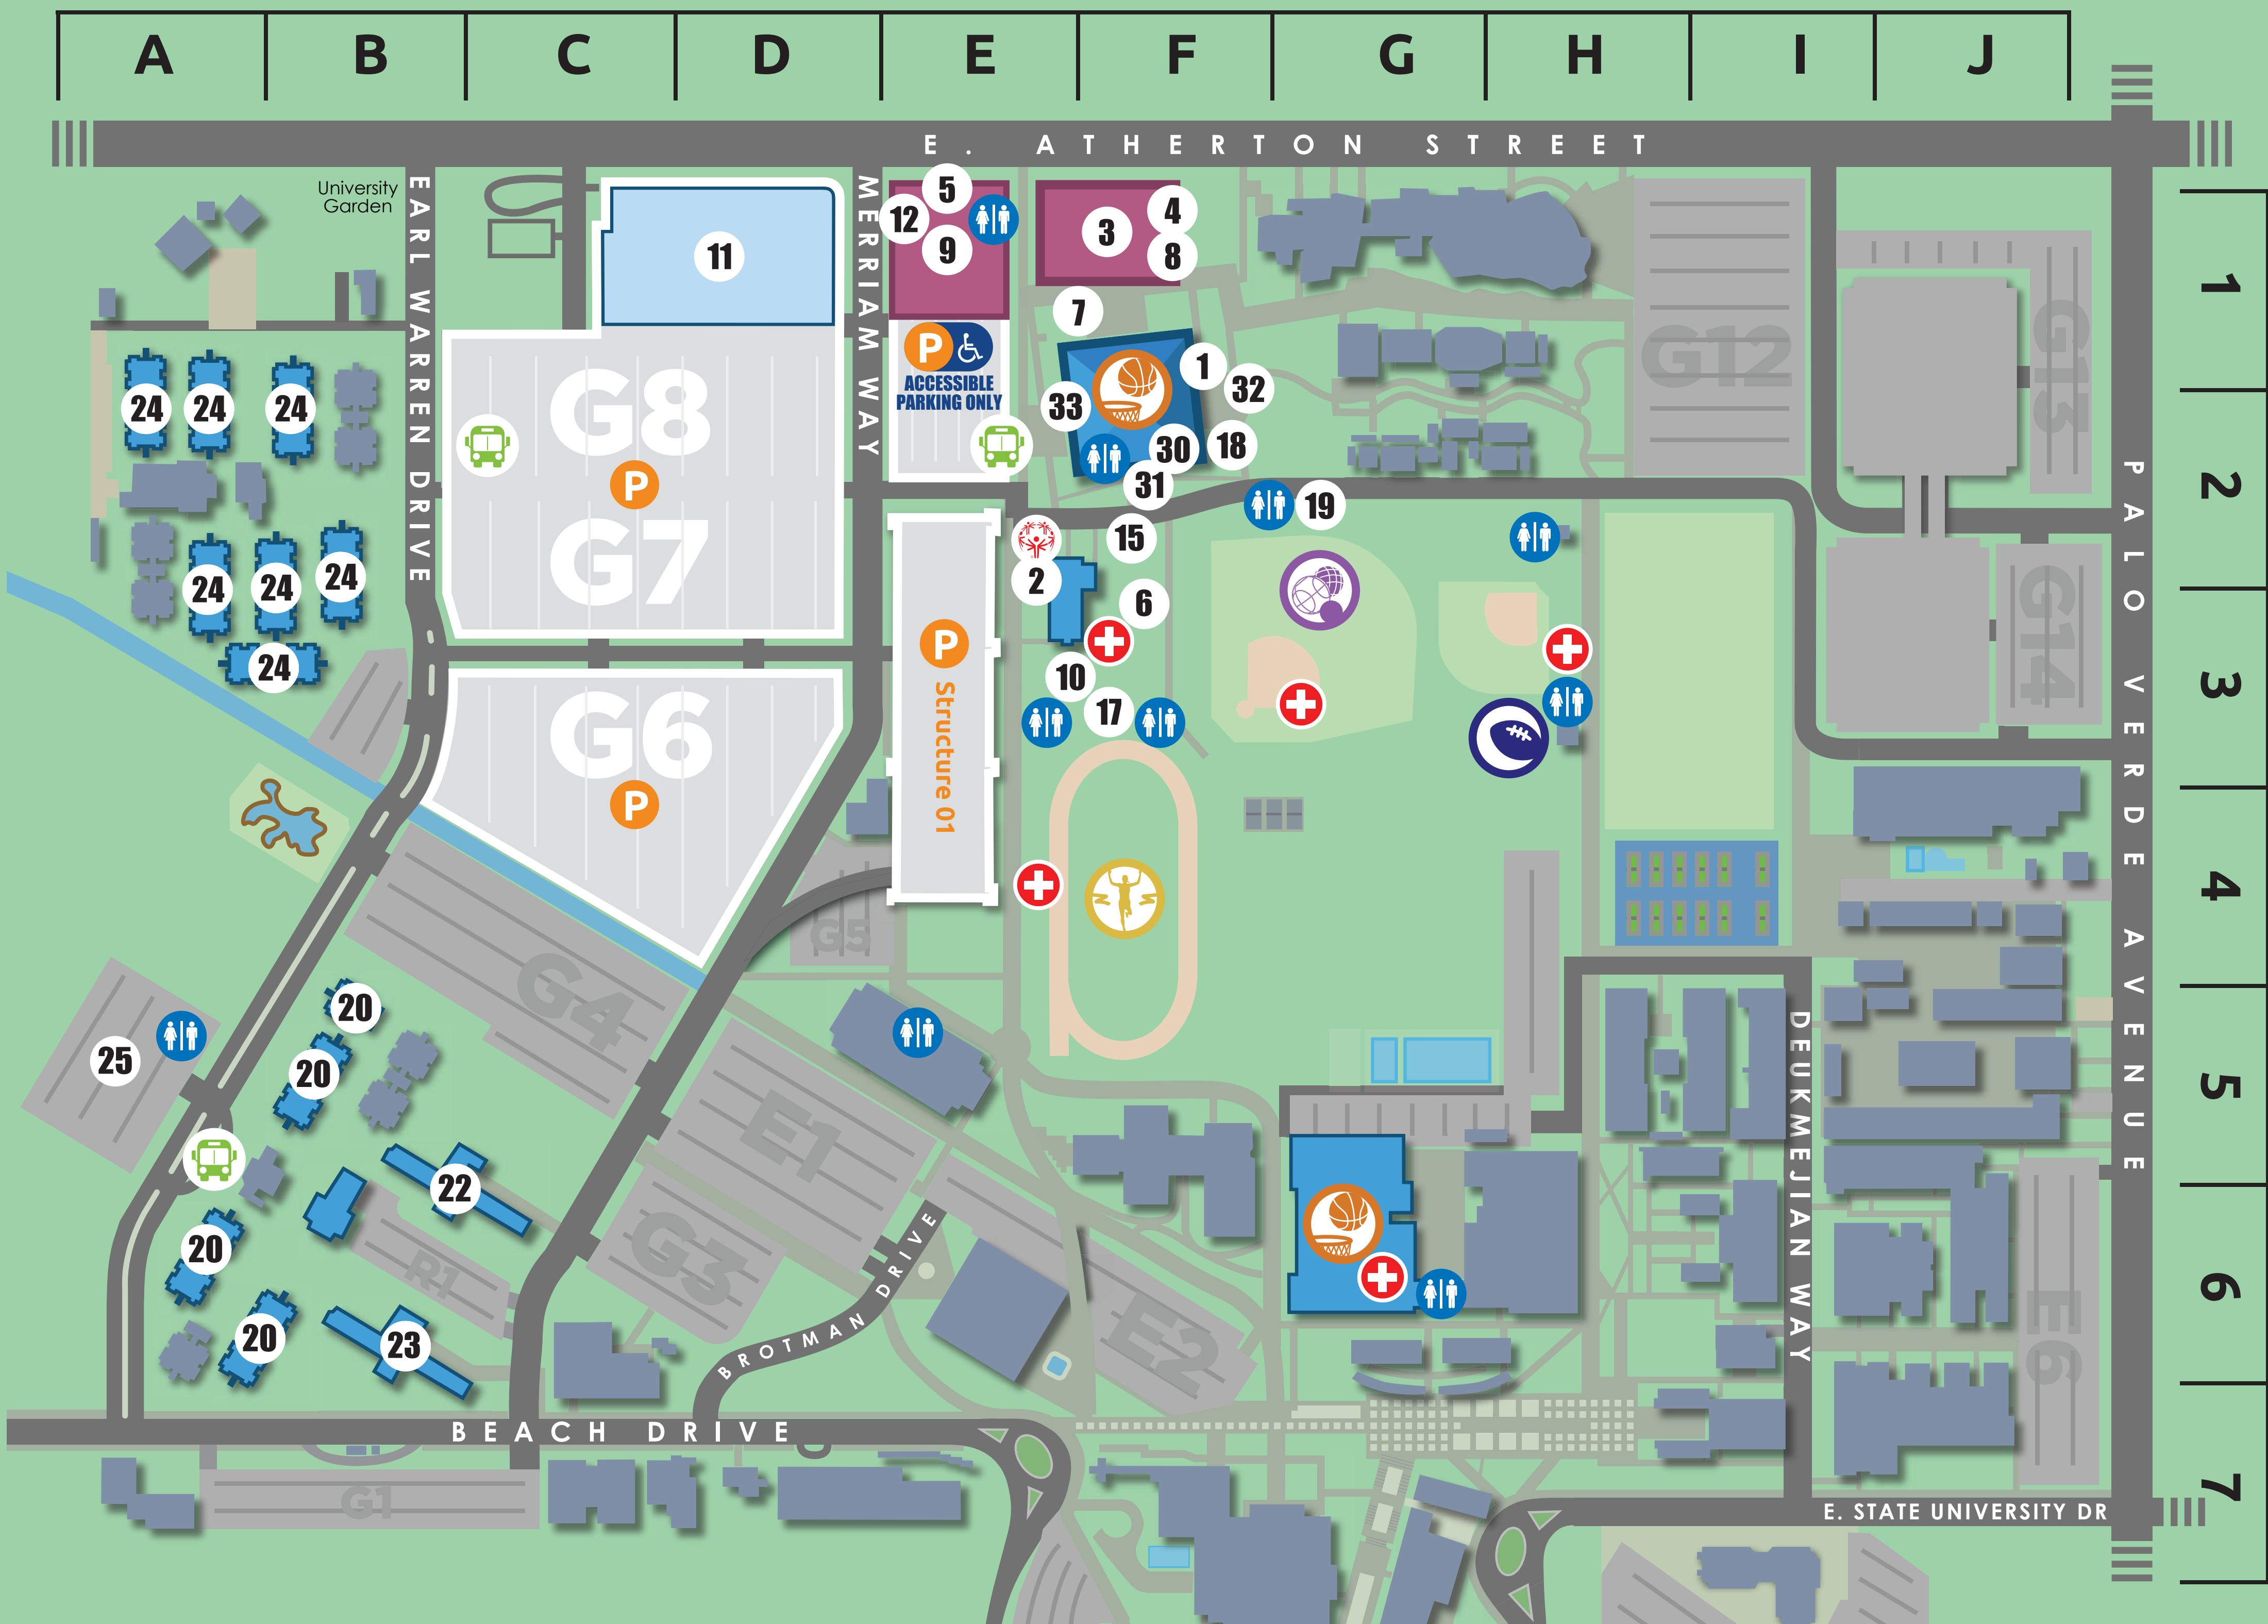 A B C D E F G H I J
E. ATHERTON STREET
University
Garden
EARL WARREN DRIVE
MERRIAM WAY
PALO VERDE AVENUE
1
2
3
4
5
6
7
5
12
9
3
4
8
11
7
G12
G13
G8
P
ACCESSIBLE
PARKING ONLY
1
32
33
30
18
31
24
24
24
P
G7
19
15
2
6
24
24
24
24
G14
P
Structure 01
10
17
G6
P
G5
G4
20
20
25
DEUKMEJIAN WAY
E1
22
20
G3
R1
BROTMAN DRIVE
E2
E6
20
23
BEACH DRIVE
G1
E. STATE UNIVERSITY DR